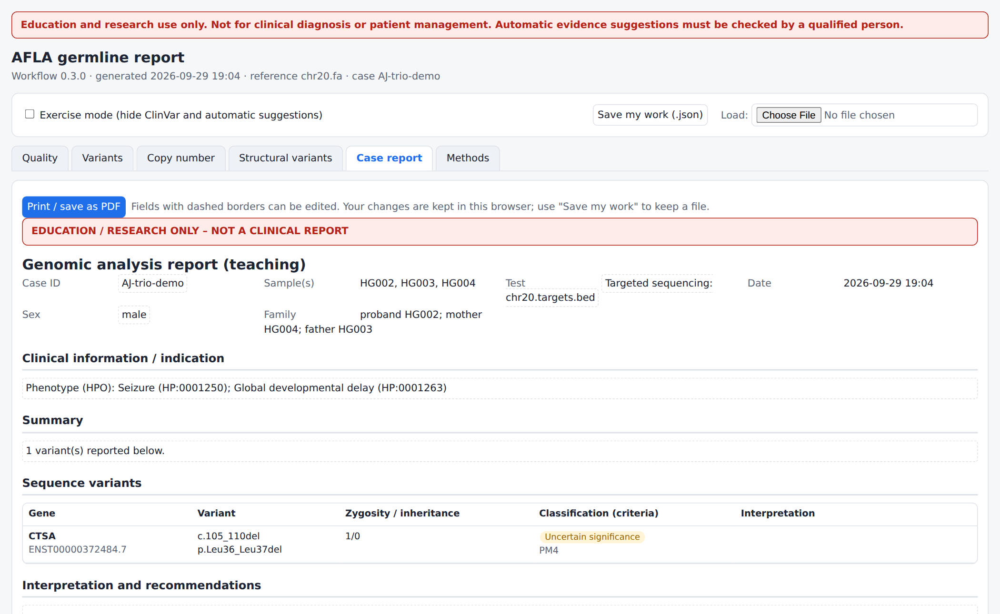 Education and research use only. Not for clinical diagnosis or patient management. Automatic evidence suggestions must be checked by a qualified person.
AFLA germline report
Workflow 0.3.0 · generated 2026-09-29 19:04 · reference chr20.fa · case AJ-trio-demo
Exercise mode (hide ClinVar and automatic suggestions) Save my work (.json) Load: Choose File No file chosen
Quality Variants Copy number Structural variants Case report Methods
Print / save as PDF Fields with dashed borders can be edited. Your changes are kept in this browser; use "Save my work" to keep a file.
EDUCATION / RESEARCH ONLY – NOT A CLINICAL REPORT
Genomic analysis report (teaching)
Case ID AJ-trio-demo Sample(s) HG002, HG003, HG004 Test Targeted sequencing: Date 2026-09-29 19:04
chr20.targets.bed
Sex male Family proband HG002; mother
HG004; father HG003
Clinical information / indication
Phenotype (HPO): Seizure (HP:0001250); Global developmental delay (HP:0001263)
Summary
1 variant(s) reported below.
Sequence variants
Gene Variant Zygosity / inheritance Classification (criteria) Interpretation
CTSA c.105_110del 1/0 Uncertain significance
ENST00000372484.7 p.Leu36_Leu37del PM4
Interpretation and recommendations